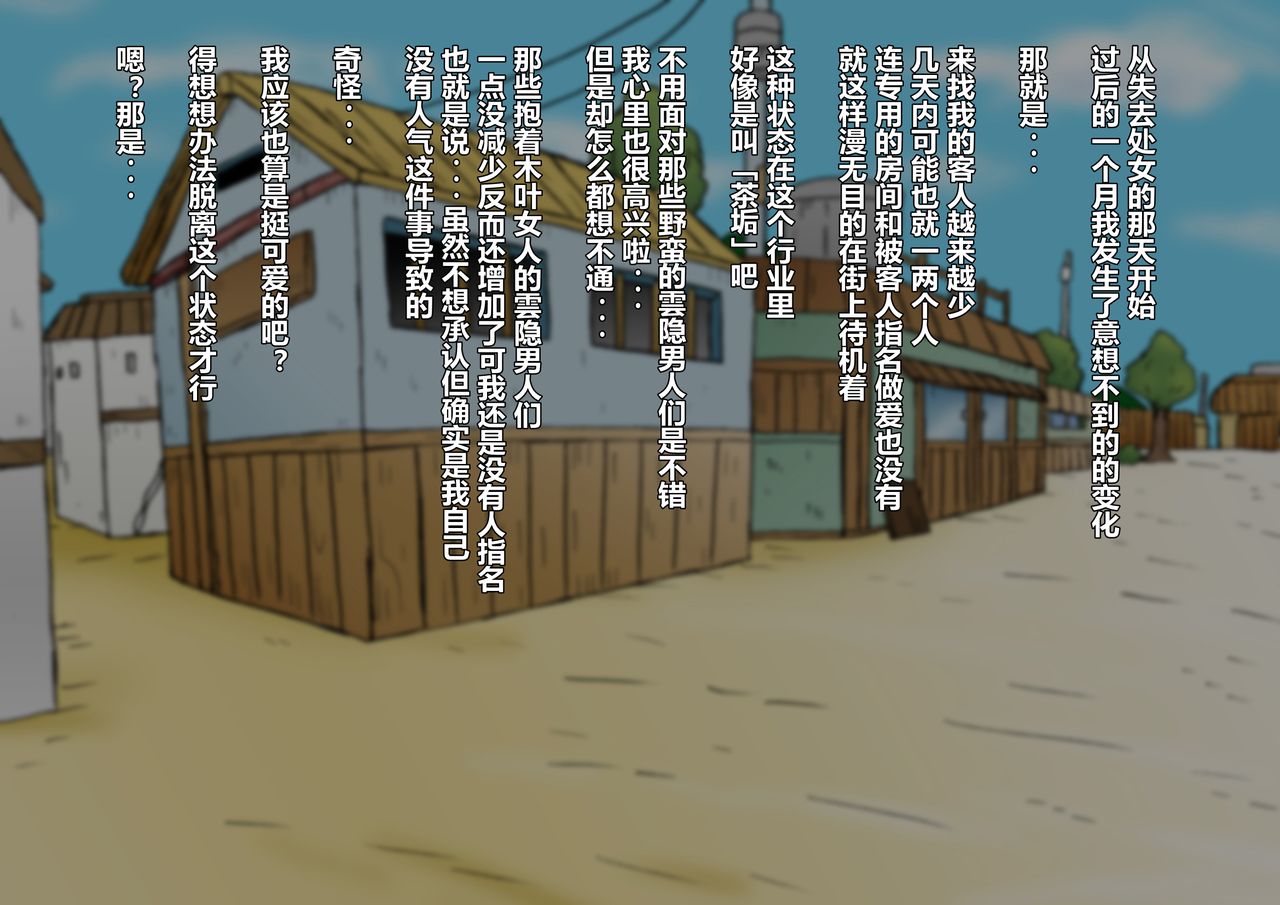 从失去处女的那天开始
过后的一个月我发生了意想不到的的变化
那就是...
来找我的客人越来越少
几天内可能也就一两个人
连专用的房间和被客人指名做爱也没有
就这样漫无目的在街上待机着
这种状态在这个行业里
好像是叫「茶垢」吧
不用面对那些野蛮的雲隐男人们是不错
我心里也很高兴啦...
但是却怎么都想不通...
那些抱着木叶女人的雲隐男人们
一点没减少反而还增加了可我还是没有人指名
也就是说...虽然不想承认但确实是我自己
没有人气这件事导致的
奇怪...
我应该也算是挺可爱的吧?
得想想办法脱离这个状态才行
嗯?那是...